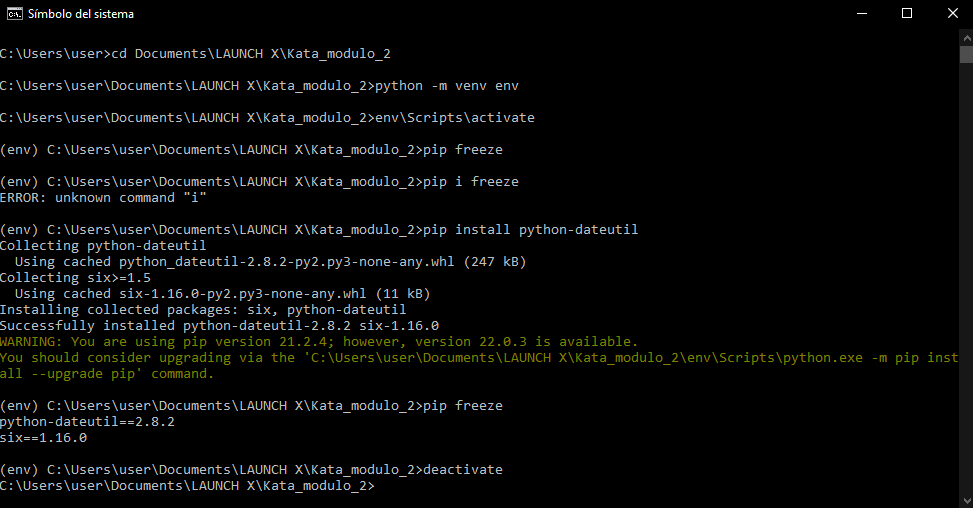 Símbolo del sistema
C:\Users\user>cd Documents\LAUNCH X\Kata_modulo_2
C:\Users\user\Documents\LAUNCH X\Kata_modulo_2>python -m venv env
C:\Users\user\Documents\LAUNCH X\Kata_modulo_2>env\Scripts\activate
(env) C:\Users\user\Documents\LAUNCH X\Kata_modulo_2>pip freeze
(env) C:\Users\user\Documents\LAUNCH X\Kata_modulo_2>pip i freeze
ERROR: unknown command "i"
(env) C:\Users\user\Documents\LAUNCH X\Kata_modulo_2>pip install python-dateutil
Collecting python-dateutil
  Using cached python_dateutil-2.8.2-py2.py3-none-any.whl (247 kB)
Collecting six>=1.5
  Using cached six-1.16.0-py2.py3-none-any.whl (11 kB)
Installing collected packages: six, python-dateutil
Successfully installed python-dateutil-2.8.2 six-1.16.0
WARNING: You are using pip version 21.2.4; however, version 22.0.3 is available.
You should consider upgrading via the 'C:\Users\user\Documents\LAUNCH X\Kata_modulo_2\env\Scripts\python.exe -m pip inst
all --upgrade pip' command.
(env) C:\Users\user\Documents\LAUNCH X\Kata_modulo_2>pip freeze
python-dateutil==2.8.2
six==1.16.0
(env) C:\Users\user\Documents\LAUNCH X\Kata_modulo_2>deactivate
C:\Users\user\Documents\LAUNCH X\Kata_modulo_2>